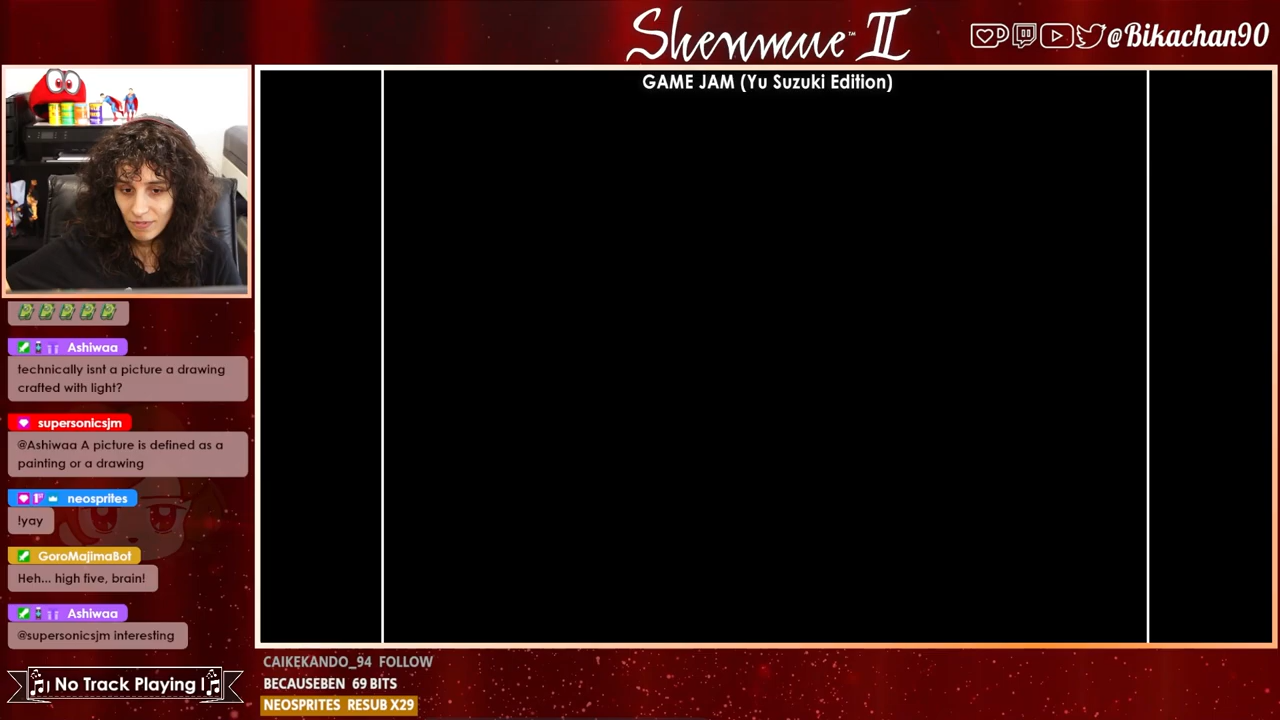 Shenmue™ II
@Bikachan90
GAME JAM (Yu Suzuki Edition)
Ashiwaa
technically isnt a picture a drawing
crafted with light?
supersonicsjm
@Ashiwaa A picture is defined as a
painting or a drawing
1st neosprites
!yay
GoroMajimaBot
Heh... high five, brain!
Ashiwaa
@supersonicsjm interesting
! No Track Playing !
CAIKEKANDO_94 FOLLOW
BECAUSEBEN 69 BITS
NEOSPRITES RESUB X29